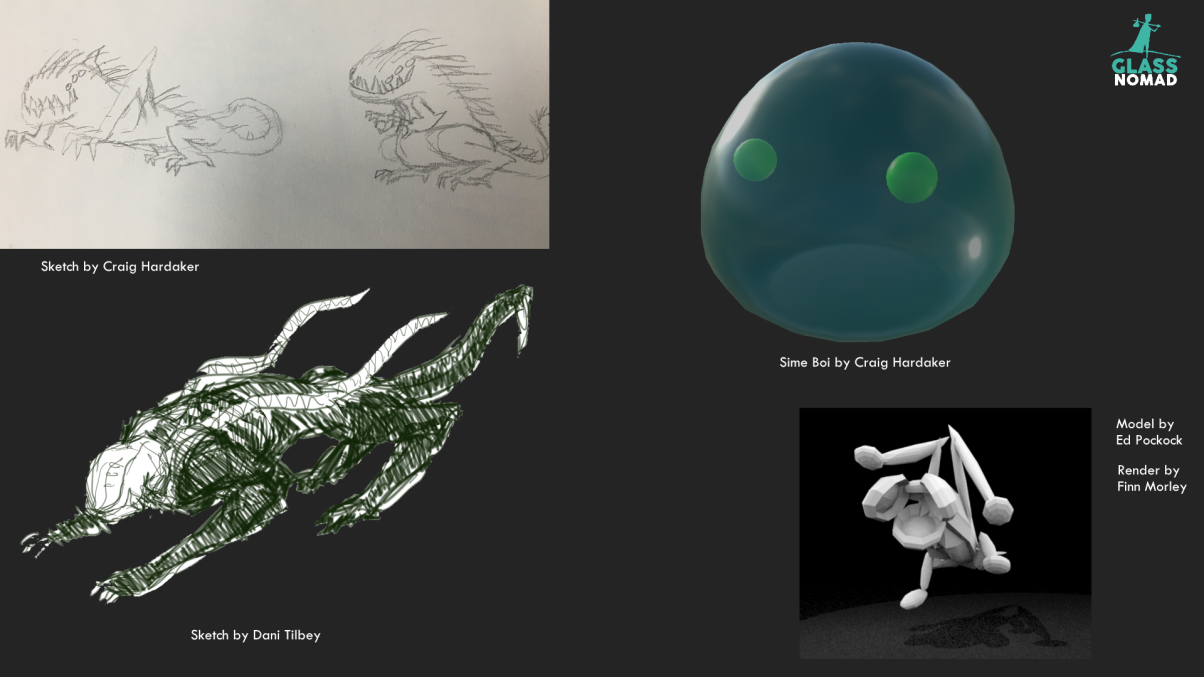 GLASS
NOMAD
Sketch by Craig Hardaker
Sime Boi by Craig Hardaker
Model by
Ed Pockock
Render by
Finn Morley
Sketch by Dani Tilbey